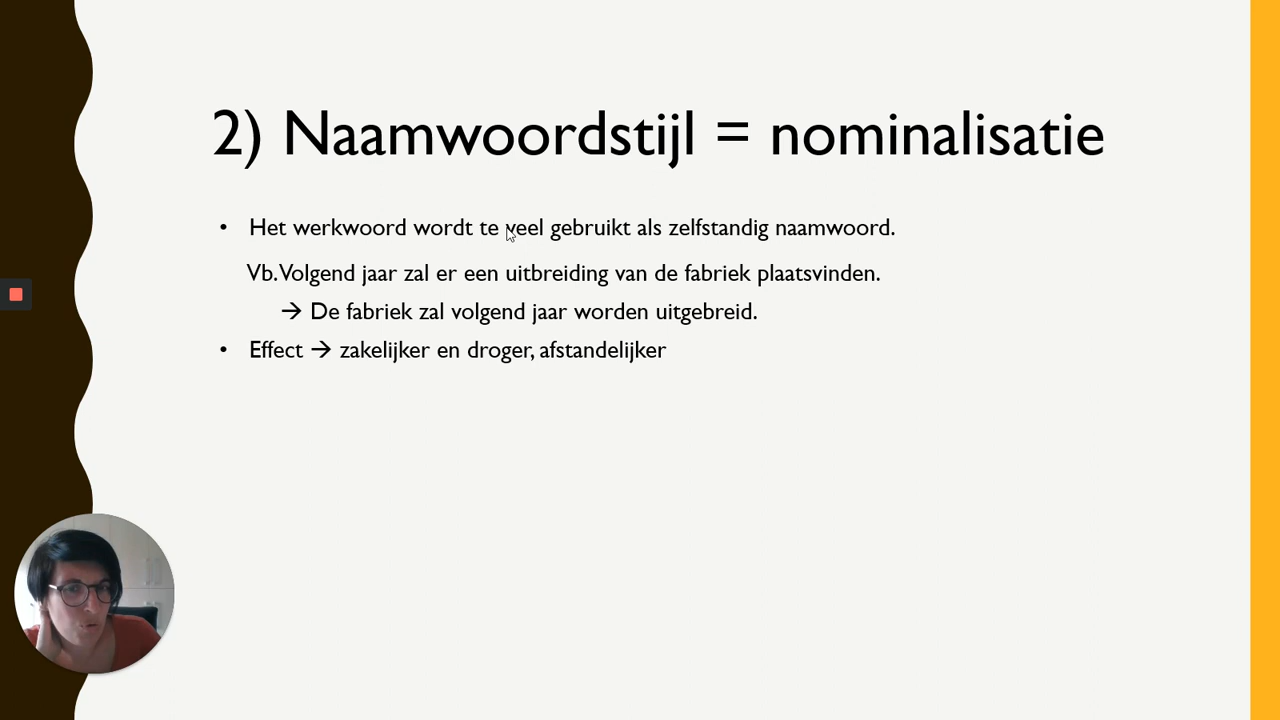 2) Naamwoordstijl = nominalisatie
• Het werkwoord wordt te veel gebruikt als zelfstandig naamwoord.
Vb. Volgend jaar zal er een uitbreiding van de fabriek plaatsvinden.
→ De fabriek zal volgend jaar worden uitgebreid.
• Effect → zakelijker en droger, afstandelijker